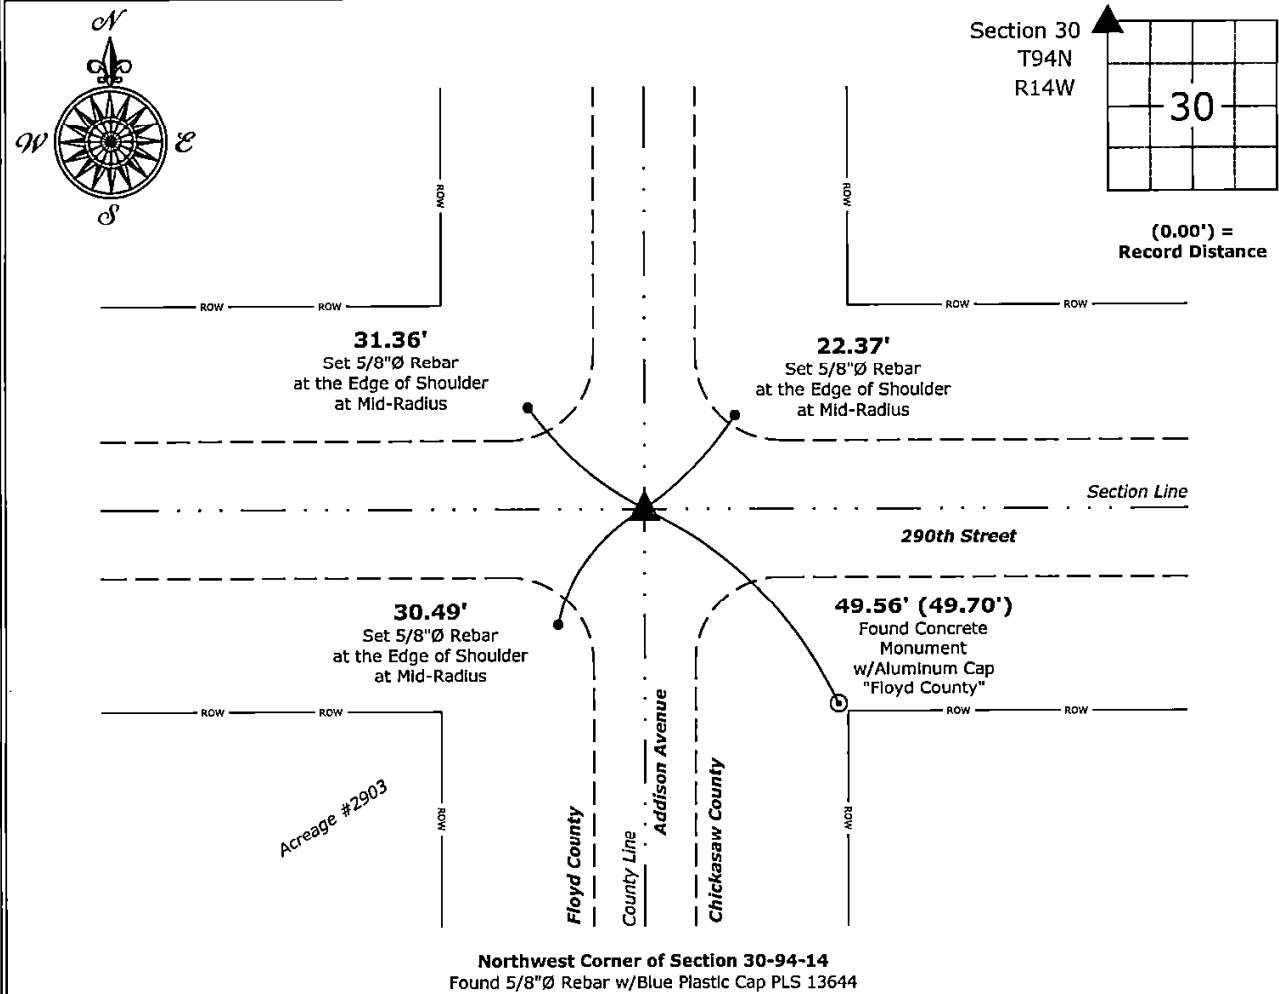 N
W
E
S
Section 30
T94N
R14W
30
(0.00') =
Record Distance
ROW
ROW
ROW
ROW
ROW
ROW
31.36'
Set 5/8"Ø Rebar
at the Edge of Shoulder
at Mid-Radius
22.37'
Set 5/8"Ø Rebar
at the Edge of Shoulder
at Mid-Radius
Section Line
290th Street
30.49'
Set 5/8"Ø Rebar
at the Edge of Shoulder
at Mid-Radius
49.56' (49.70')
Found Concrete
Monument
w/Aluminum Cap
"Floyd County"
ROW
ROW
ROW
ROW
ROW
ROW
Acreage #2903
Floyd County
County Line
Addison Avenue
Chickasaw County
Northwest Corner of Section 30-94-14
Found 5/8"Ø Rebar w/Blue Plastic Cap PLS 13644